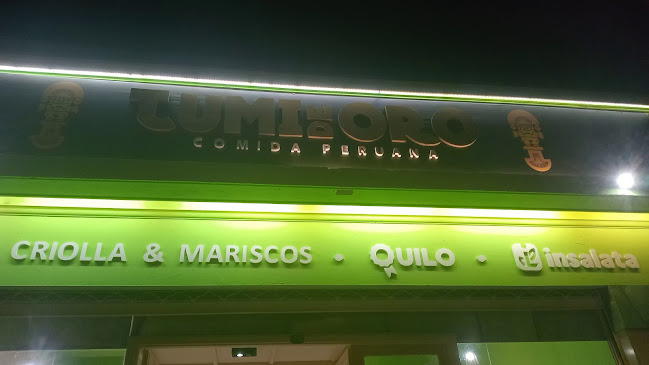 TUMI DE ORO
COMIDA PERUANA
CRIOLLA & MARISCOS • QUILO • insalata